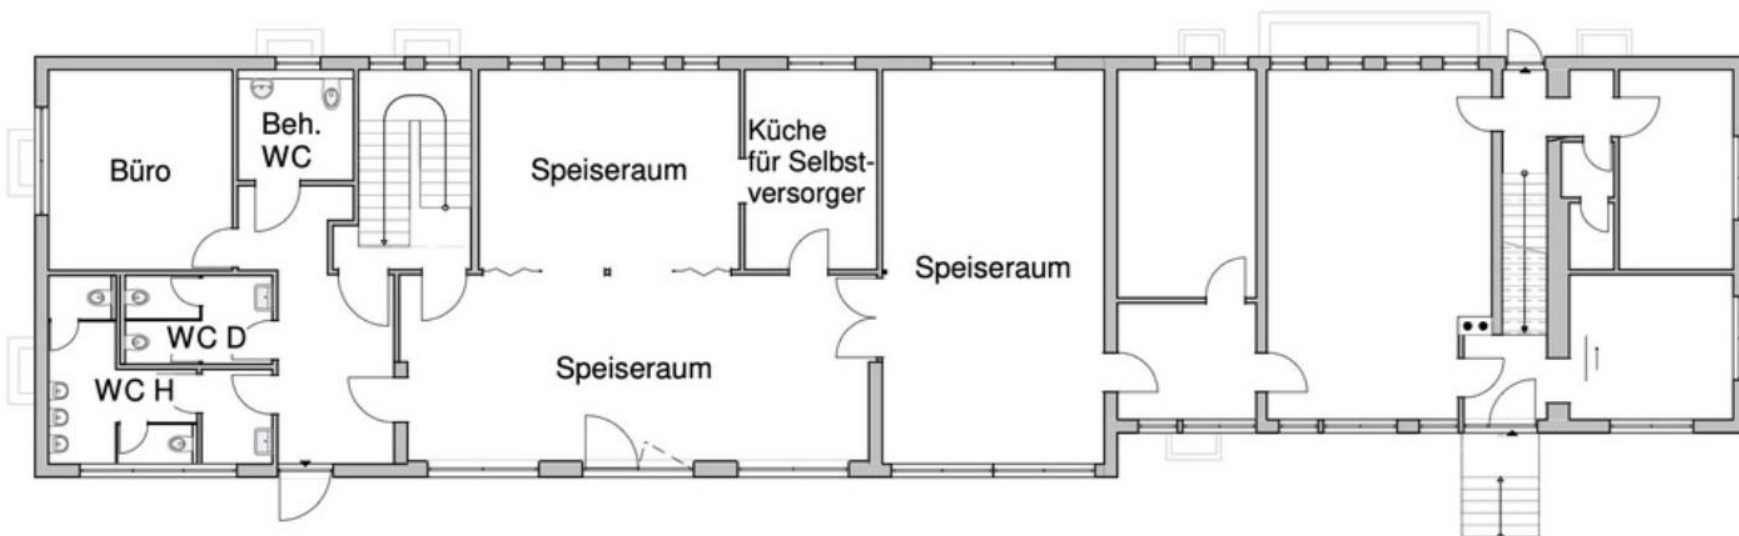 Beh.
WC
Büro
Speiseraum
Küche
für Selbst-
versorger
Speiseraum
WC D
WC H
Speiseraum